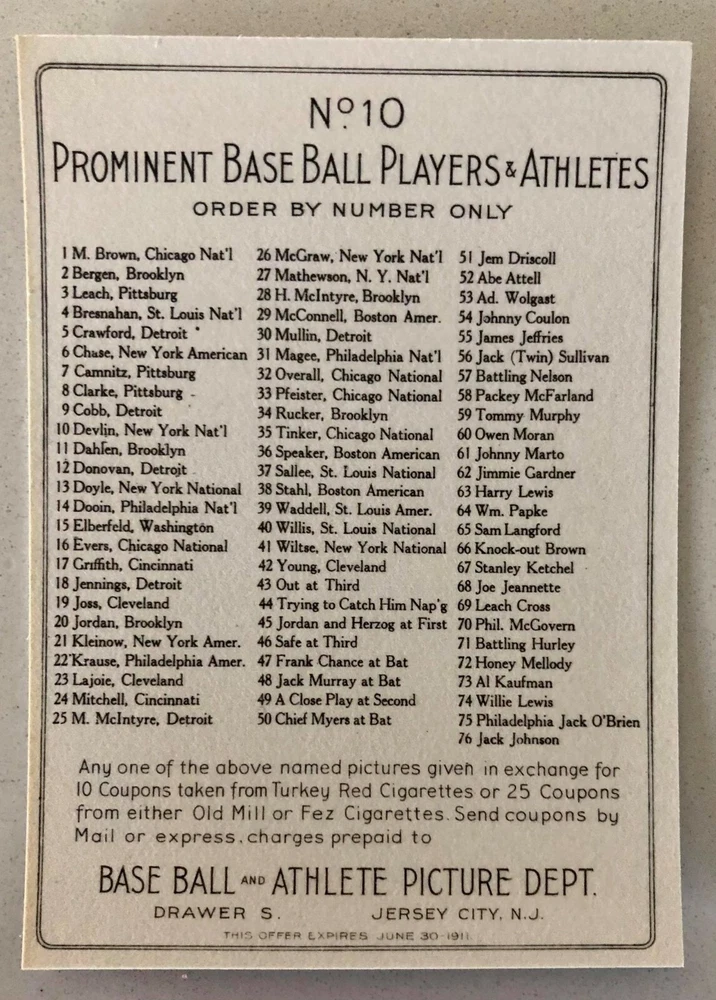 No. 10
PROMINENT BASE BALL PLAYERS & ATHLETES
ORDER BY NUMBER ONLY
1 M. Brown, Chicago Nat'l
2 Bergen, Brooklyn
3 Leach, Pittsburg
4 Bresnahan, St. Louis Nat'l
5 Crawford, Detroit
6 Chase, New York American
7 Camnitz, Pittsburg
8 Clarke, Pittsburg
9 Cobb, Detroit
10 Devlin, New York Nat'l
11 Dahlen, Brooklyn
12 Donovan, Detroit
13 Doyle, New York National
14 Dooin, Philadelphia Nat'l
15 Elberfeld, Washington
16 Evers, Chicago National
17 Griffith, Cincinnati
18 Jennings, Detroit
19 Joss, Cleveland
20 Jordan, Brooklyn
21 Kleinow, New York Amer.
22 Krause, Philadelphia Amer.
23 Lajoie, Cleveland
24 Mitchell, Cincinnati
25 M. McIntyre, Detroit
26 McGraw, New York Nat'l
27 Mathewson, N. Y. Nat'l
28 H. McIntyre, Brooklyn
29 McConnell, Boston Amer.
30 Mullin, Detroit
31 Magee, Philadelphia Nat'l
32 Overall, Chicago National
33 Pfeister, Chicago National
34 Rucker, Brooklyn
35 Tinker, Chicago National
36 Speaker, Boston American
37 Sallee, St. Louis National
38 Stahl, Boston American
39 Waddell, St. Louis Amer.
40 Willis, St. Louis National
41 Wiltse, New York National
42 Young, Cleveland
43 Out at Third
44 Trying to Catch Him Nap'g
45 Jordan and Herzog at First
46 Safe at Third
47 Frank Chance at Bat
48 Jack Murray at Bat
49 A Close Play at Second
50 Chief Myers at Bat
51 Jem Driscoll
52 Abe Attell
53 Ad. Wolgast
54 Johnny Coulon
55 James Jeffries
56 Jack (Twin) Sullivan
57 Battling Nelson
58 Packey McFarland
59 Tommy Murphy
60 Owen Moran
61 Johnny Marto
62 Jimmie Gardner
63 Harry Lewis
64 Wm. Papke
65 Sam Langford
66 Knock-out Brown
67 Stanley Ketchel
68 Joe Jeannette
69 Leach Cross
70 Phil. McGovern
71 Battling Hurley
72 Honey Mellody
73 Al Kaufman
74 Willie Lewis
75 Philadelphia Jack O'Brien
76 Jack Johnson
Any one of the above named pictures given in exchange for
10 Coupons taken from Turkey Red Cigarettes or 25 Coupons
from either Old Mill or Fez Cigarettes. Send coupons by
Mail or express, charges prepaid to
BASE BALL AND ATHLETE PICTURE DEPT.
DRAWER S. JERSEY CITY, N.J.
THIS OFFER EXPIRES JUNE 30-1911.